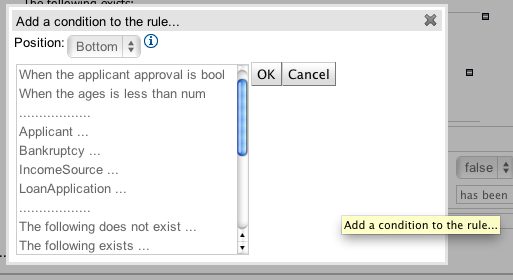 The following exists:
Add a condition to the rule...
Position: Bottom
When the applicant approval is bool
When the ages is less than num
..................
Applicant ...
Bankruptcy ...
IncomeSource ...
LoanApplication ...
..................
The following does not exist ...
The following exists ...
OK Cancel
false
has been
Add a condition to the rule...